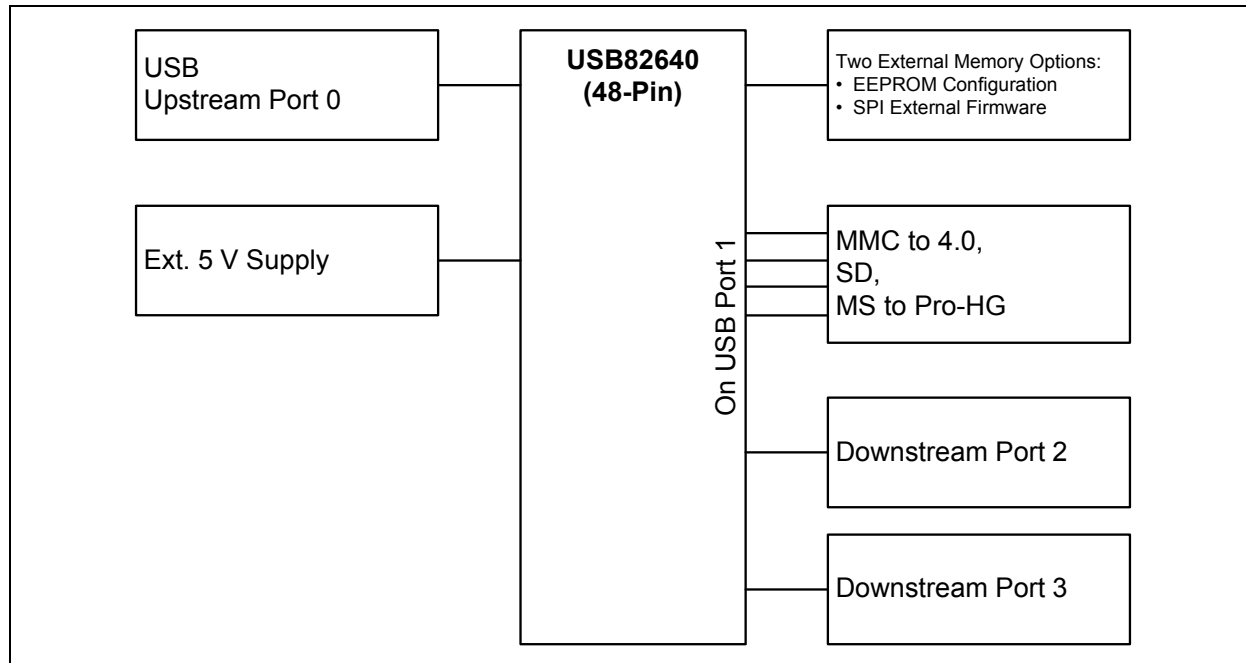 USB
Upstream Port 0
Ext. 5 V Supply
USB82640
(48-Pin)
On USB Port 1
Two External Memory Options:
• EEPROM Configuration
• SPI External Firmware
MMC to 4.0,
SD,
MS to Pro-HG
Downstream Port 2
Downstream Port 3